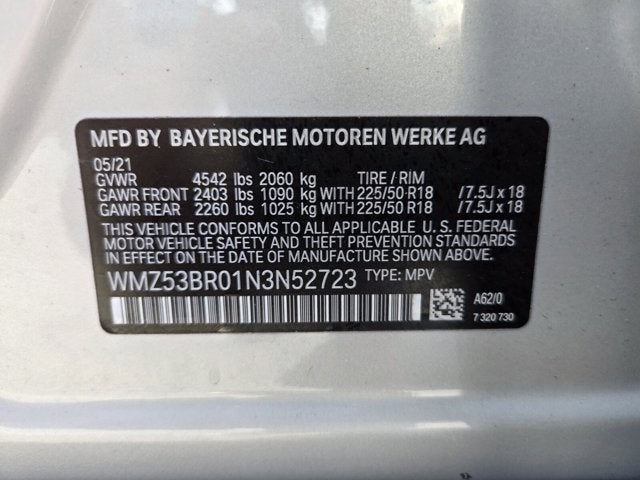 MFD BY BAYERISCHE MOTOREN WERKE AG
05/21
GVWR 4542 lbs 2060 kg TIRE / RIM
GAWR FRONT 2403 lbs 1090 kg WITH 225/50 R18 /7.5J x 18
GAWR REAR 2260 lbs 1025 kg WITH 225/50 R18 /7.5J x 18
THIS VEHICLE CONFORMS TO ALL APPLICABLE U. S. FEDERAL
MOTOR VEHICLE SAFETY AND THEFT PREVENTION STANDARDS
IN EFFECT ON THE DATE OF MANUFACTURE SHOWN ABOVE.
WMZ53BR01N3N52723 TYPE: MPV
A62/0
7 320 730